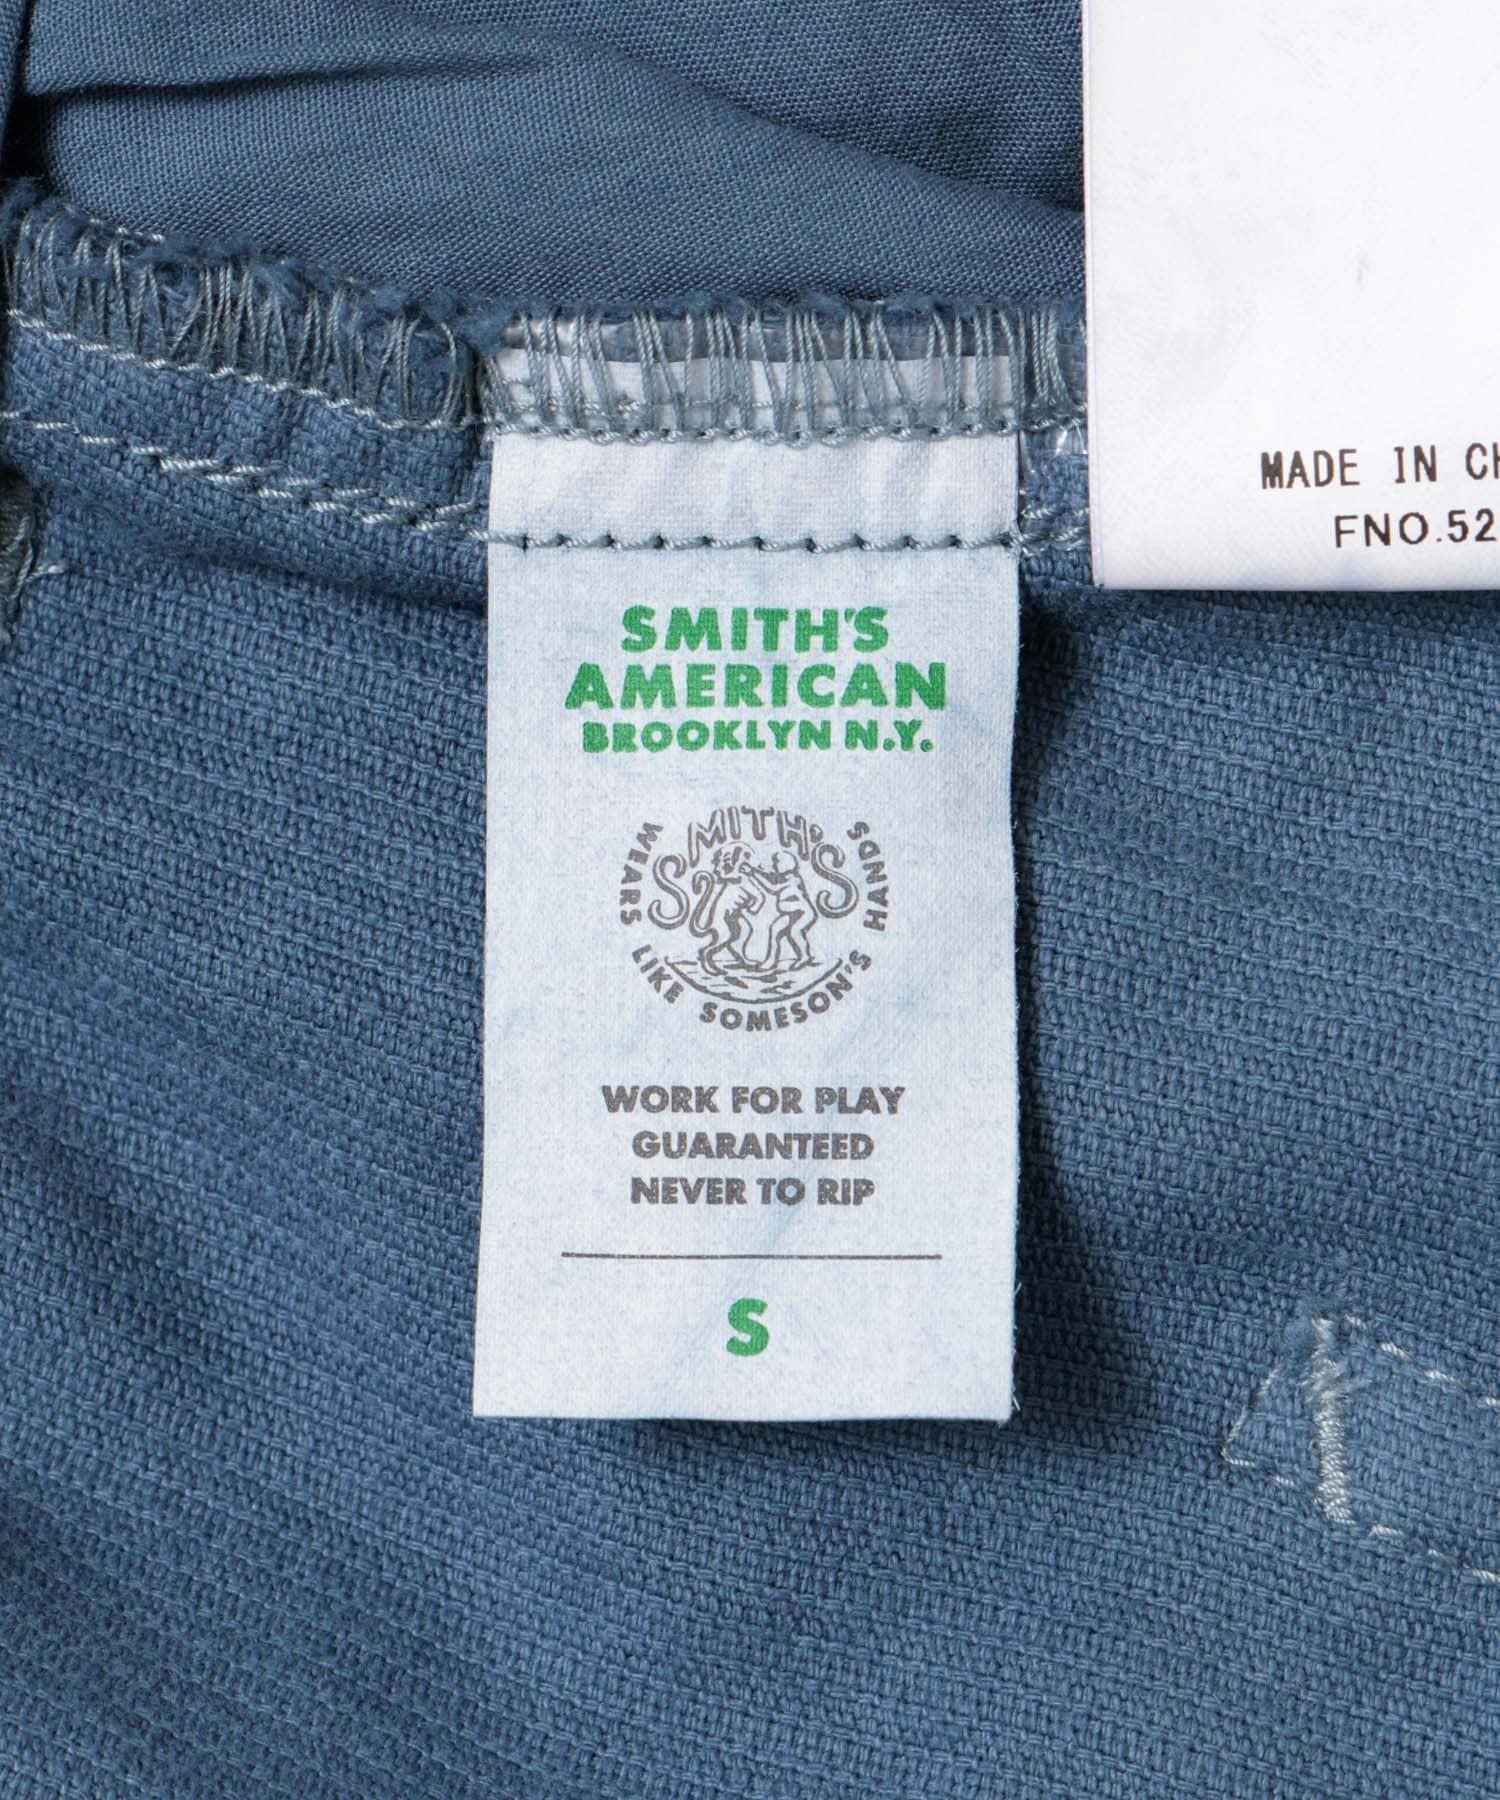 MADE IN CH
FNO.52
SMITH'S
AMERICAN
BROOKLYN N.Y.
SMITH'S
WEARS LIKE SOMESON'S HANDS
WORK FOR PLAY
GUARANTEED
NEVER TO RIP
S